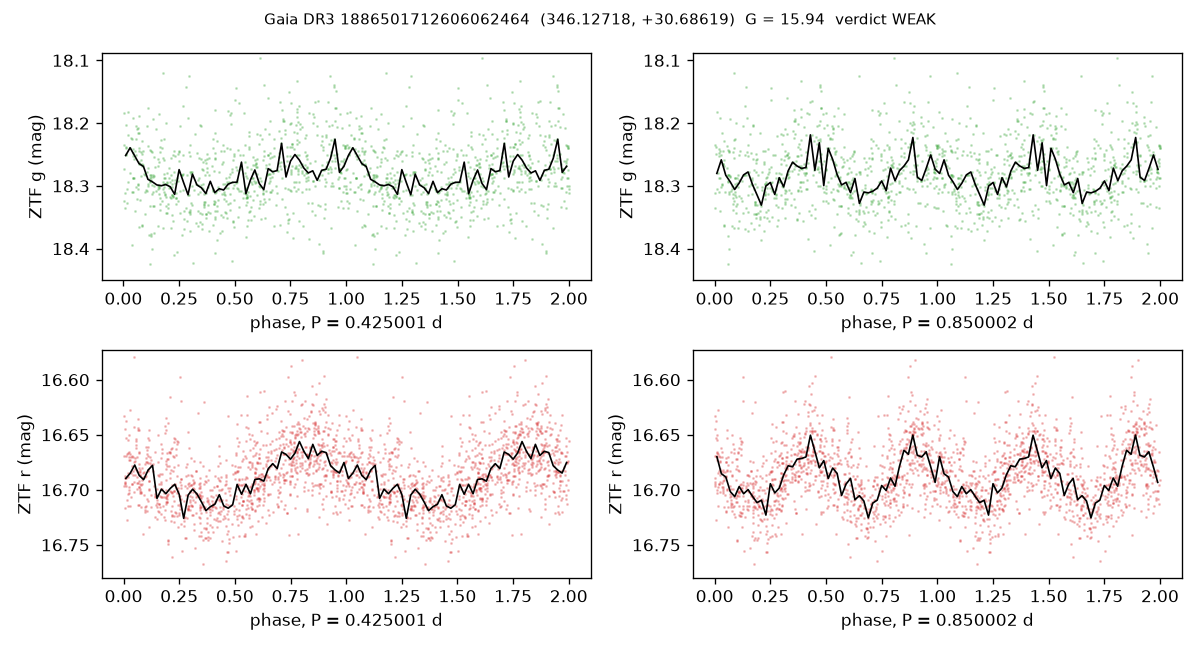 Gaia DR3 1886501712606062464 (346.12718, +30.68619) G = 15.94 verdict WEAK
18.1
18.2
18.3
18.4
ZTF g (mag)
0.00 0.25 0.50 0.75 1.00 1.25 1.50 1.75 2.00
phase, P = 0.425001 d
18.1
18.2
18.3
18.4
ZTF g (mag)
0.00 0.25 0.50 0.75 1.00 1.25 1.50 1.75 2.00
phase, P = 0.850002 d
16.60
16.65
16.70
16.75
ZTF r (mag)
0.00 0.25 0.50 0.75 1.00 1.25 1.50 1.75 2.00
phase, P = 0.425001 d
16.60
16.65
16.70
16.75
ZTF r (mag)
0.00 0.25 0.50 0.75 1.00 1.25 1.50 1.75 2.00
phase, P = 0.850002 d